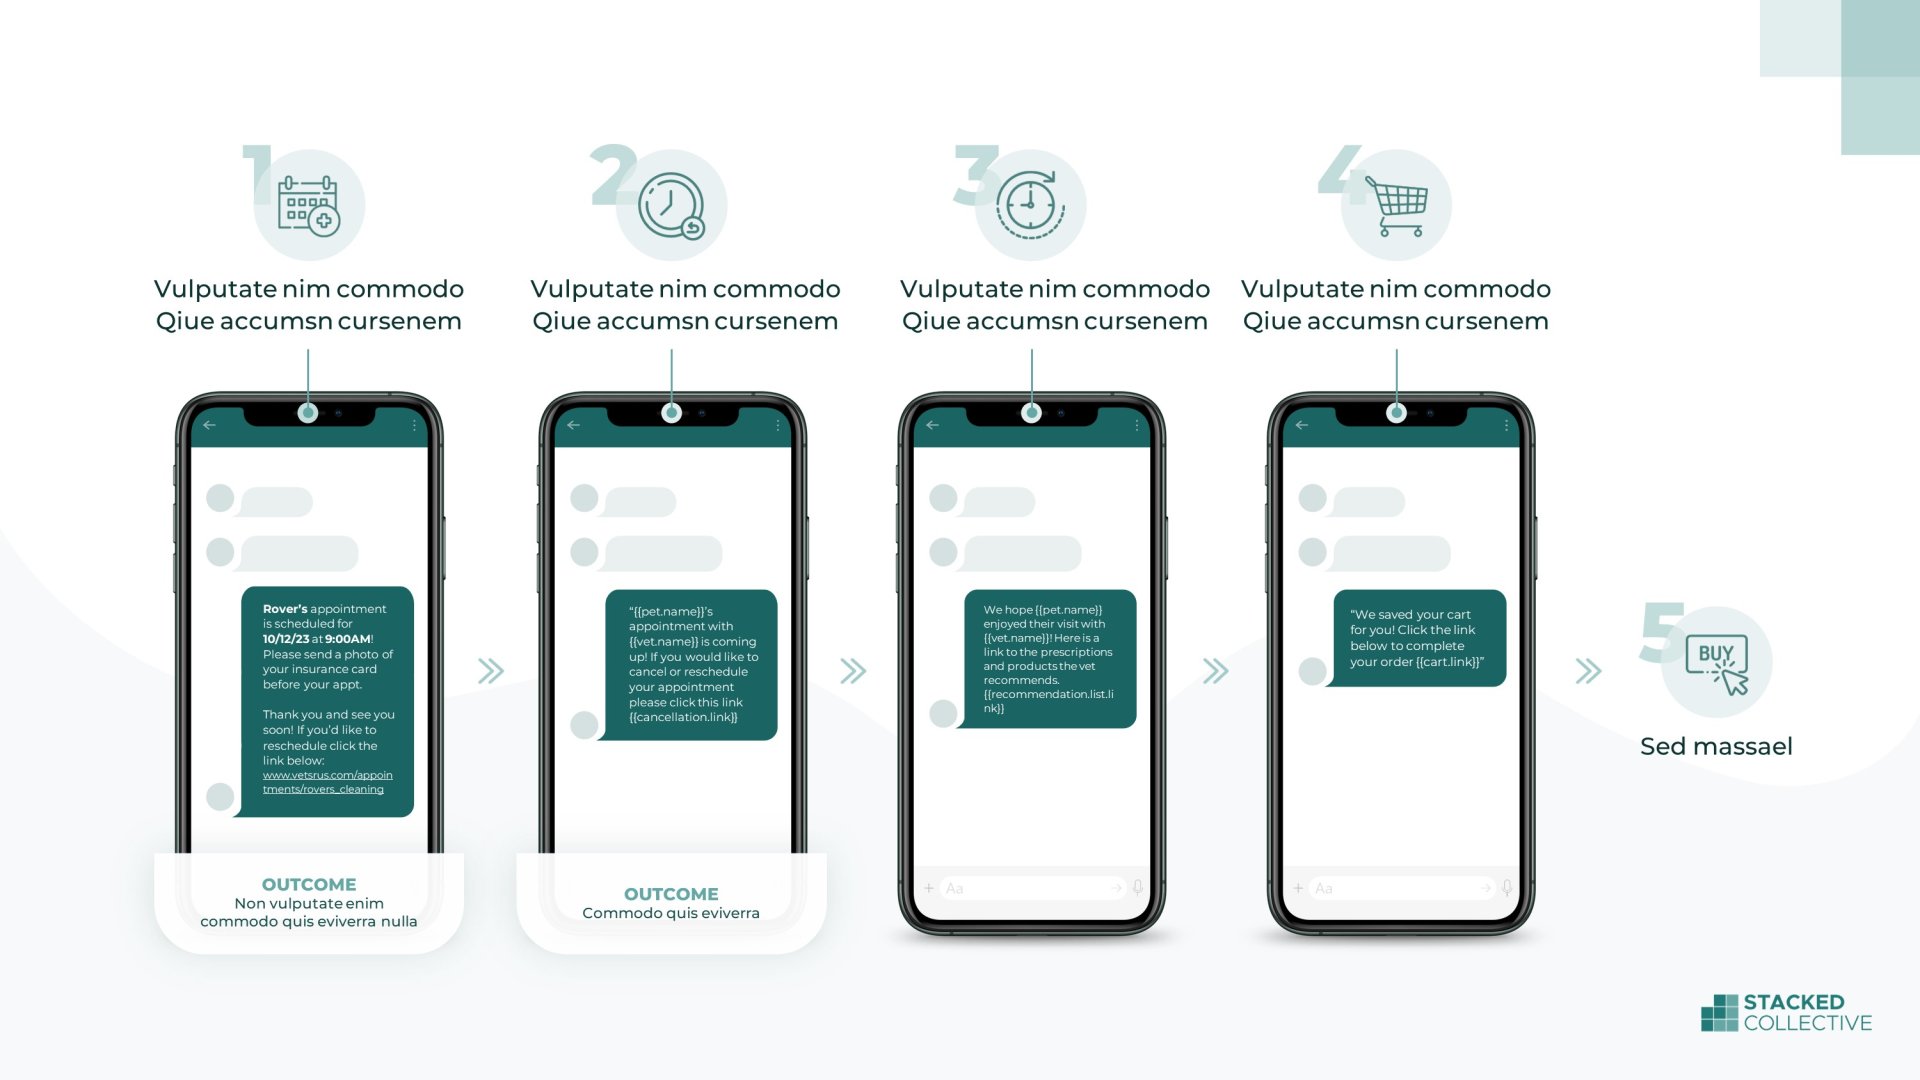 1
Vulputate nim commodo
Qiue accumsn cursenem
2
Vulputate nim commodo
Qiue accumsn cursenem
3
Vulputate nim commodo
Qiue accumsn cursenem
4
Vulputate nim commodo
Qiue accumsn cursenem
Rover’s appointment
is scheduled for
10/12/23 at 9:00AM!
Please send a photo of
your insurance card
before your appt.
Thank you and see you
soon! If you’d like to
reschedule click the
link below:
www.vetsrus.com/appoin
tments/rovers_cleaning
OUTCOME
Non vulputate enim
commodo quis eviverra nulla
“{{pet.name}}’s
appointment with
{{vet.name}} is coming
up! If you would like to
cancel or reschedule
your appointment
please click this link
{{cancellation.link}}
OUTCOME
Commodo quis eviverra
We hope {{pet.name}}
enjoyed their visit with
{{vet.name}}! Here is a
link to the prescriptions
and products the vet
recommends.
{{recommendation.list.li
nk}}
Aa
“We saved your cart
for you! Click the link
below to complete
your order {{cart.link}}”
Aa
5
BUY
Sed massael
STACKED
COLLECTIVE